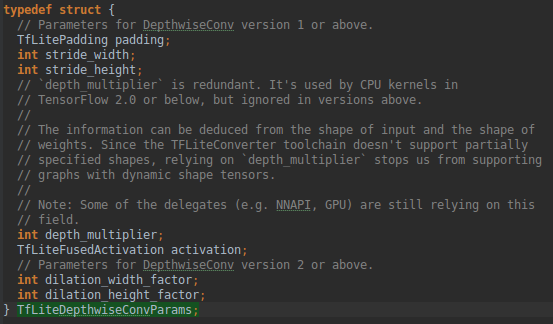 typedef struct {
  // Parameters for DepthwiseConv version 1 or above.
  TfLitePadding padding;
  int stride_width;
  int stride_height;
  // `depth_multiplier` is redundant. It's used by CPU kernels in
  // TensorFlow 2.0 or below, but ignored in versions above.
  //
  // The information can be deduced from the shape of input and the shape of
  // weights. Since the TFLiteConverter toolchain doesn't support partially
  // specified shapes, relying on `depth_multiplier` stops us from supporting
  // graphs with dynamic shape tensors.
  //
  // Note: Some of the delegates (e.g. NNAPI, GPU) are still relying on this
  // field.
  int depth_multiplier;
  TfLiteFusedActivation activation;
  // Parameters for DepthwiseConv version 2 or above.
  int dilation_width_factor;
  int dilation_height_factor;
} TfLiteDepthwiseConvParams;